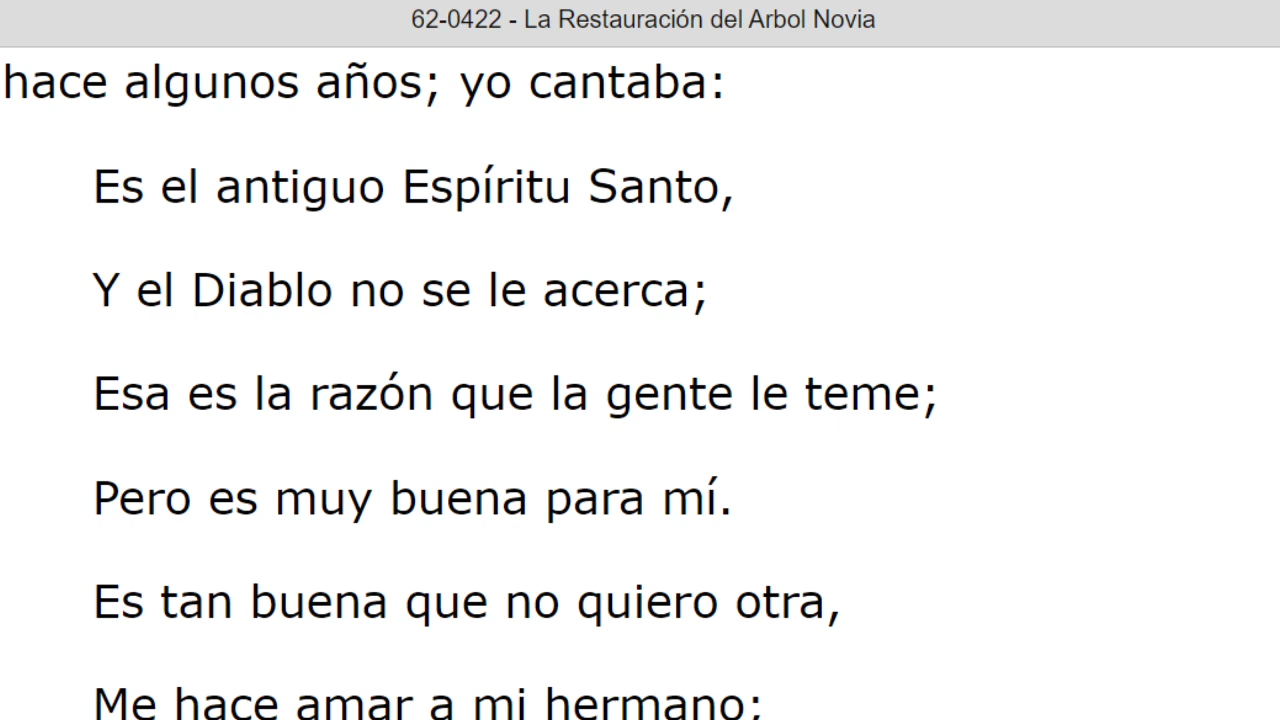 62-0422 - La Restauración del Arbol Novia
hace algunos años; yo cantaba:
Es el antiguo Espíritu Santo,
Y el Diablo no se le acerca;
Esa es la razón que la gente le teme;
Pero es muy buena para mí.
Es tan buena que no quiero otra,
Me hace amar a mi hermano;